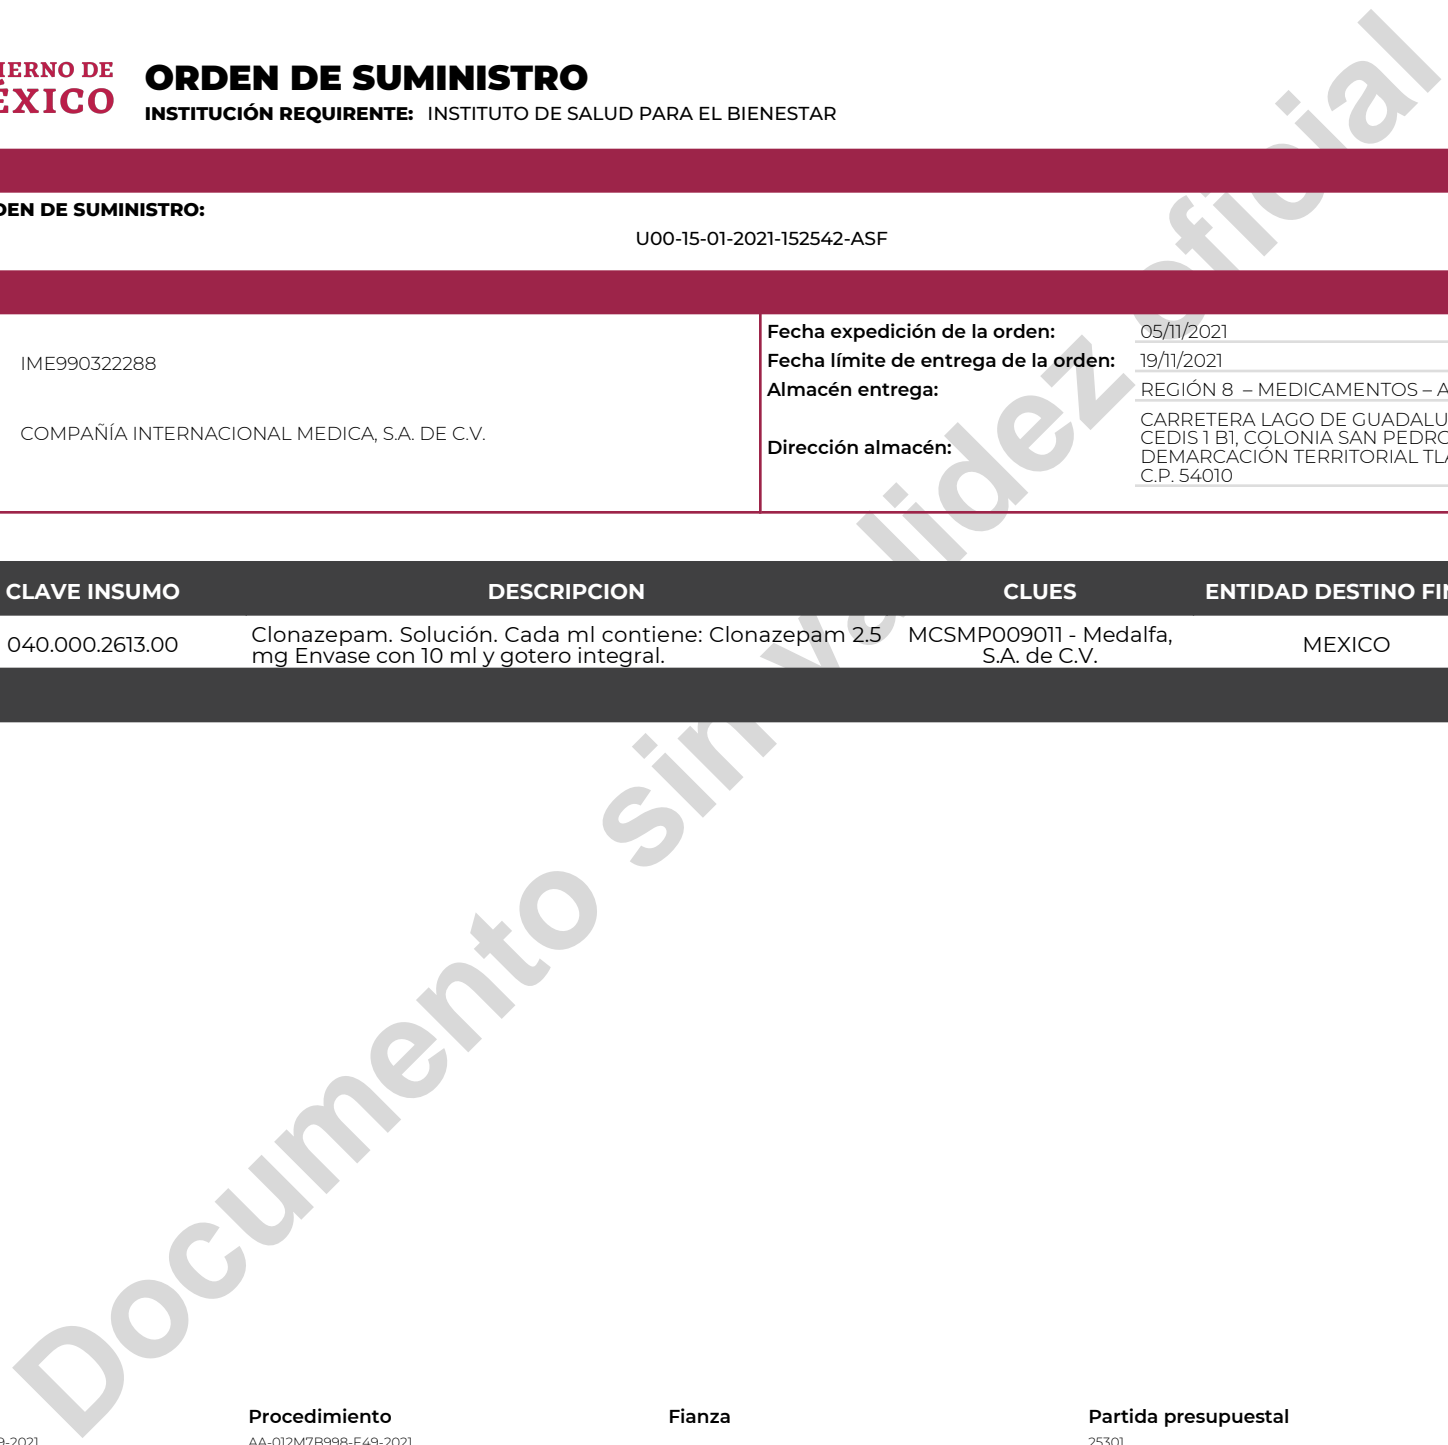 IERNO DE
ÉXICO
ORDEN DE SUMINISTRO
INSTITUCIÓN REQUIRENTE: INSTITUTO DE SALUD PARA EL BIENESTAR
DEN DE SUMINISTRO:
U00-15-01-2021-152542-ASF
IME990322288
COMPAÑÍA INTERNACIONAL MEDICA, S.A. DE C.V.
Fecha expedición de la orden: 05/11/2021
Fecha límite de entrega de la orden: 19/11/2021
Almacén entrega: REGIÓN 8 – MEDICAMENTOS – A
Dirección almacén:
CARRETERA LAGO DE GUADALU
CEDIS 1 B1, COLONIA SAN PEDRO
DEMARCACIÓN TERRITORIAL TLA
C.P. 54010
CLAVE INSUMO DESCRIPCION CLUES ENTIDAD DESTINO FIN
040.000.2613.00
Clonazepam. Solución. Cada ml contiene: Clonazepam 2.5
mg Envase con 10 ml y gotero integral.
MCSMP009011 - Medalfa,
S.A. de C.V.
MEXICO
Documento sin validez oficial
Procedimiento Fianza Partida presupuestal
9-2021 AA-012M7B998-E49-2021 25301